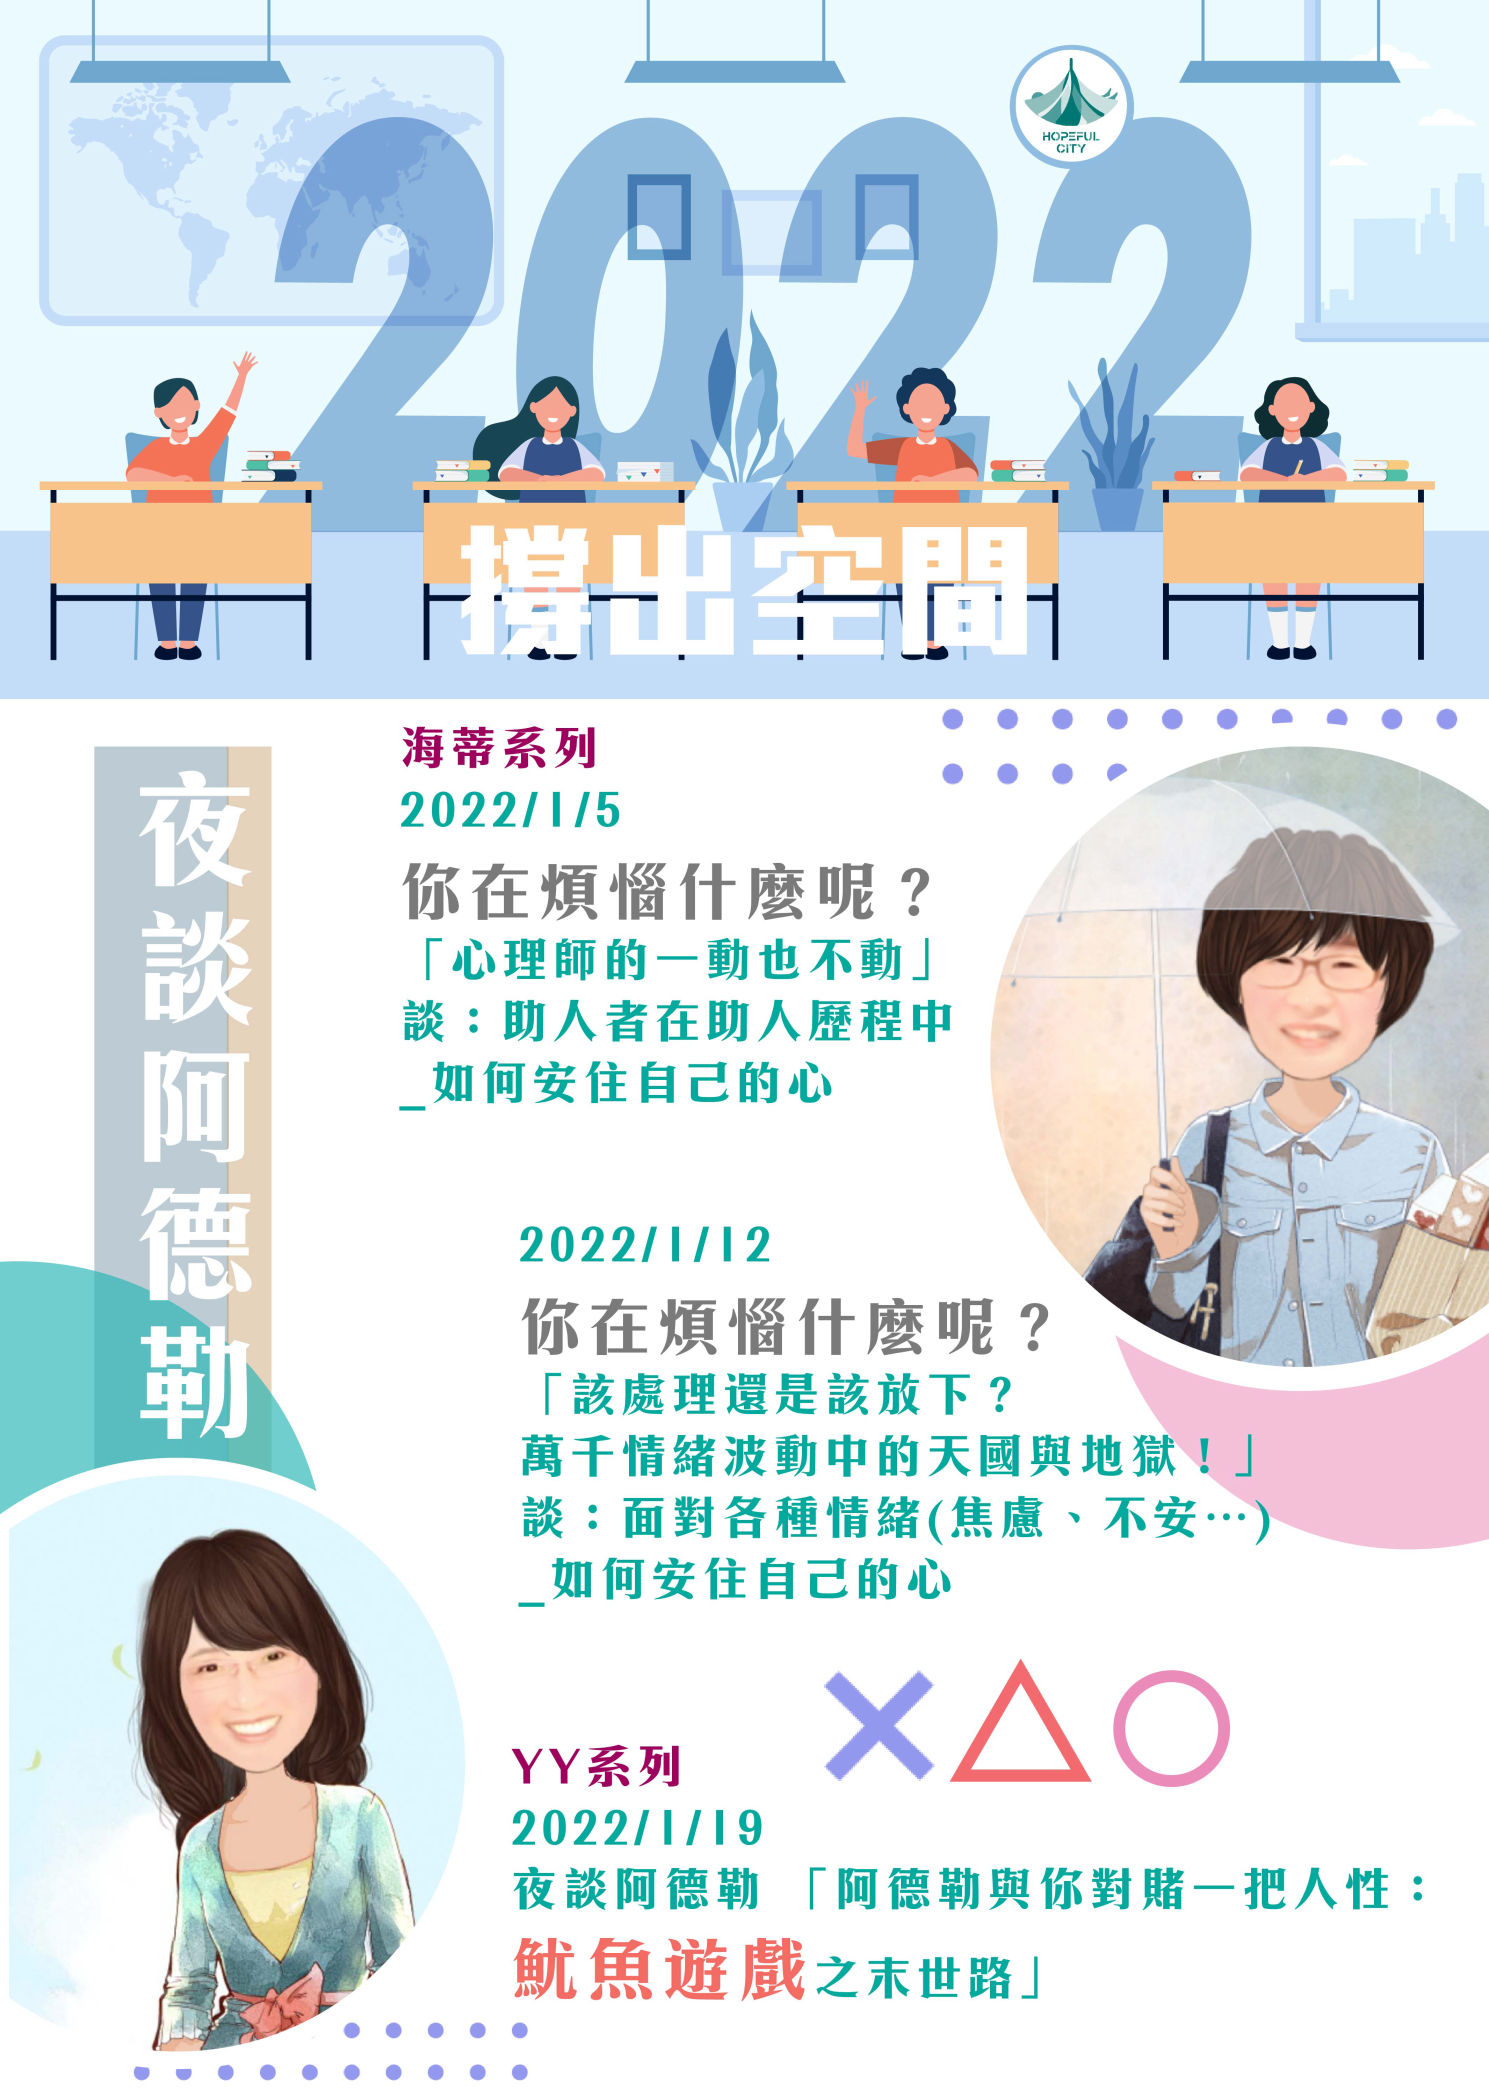 2022
HOPEFUL
CITY
撐出空間
夜談阿德勒
海蒂系列
2022/1/5
你在煩惱什麼呢？
「心理師的一動也不動」
談：助人者在助人歷程中
_如何安住自己的心
2022/1/12
你在煩惱什麼呢？
「該處理還是該放下？
萬千情緒波動中的天國與地獄！」
談：面對各種情緒(焦慮、不安…)
_如何安住自己的心
YY系列
2022/1/19
夜談阿德勒 「阿德勒與你對賭一把人性：
魷魚遊戲之末世路」